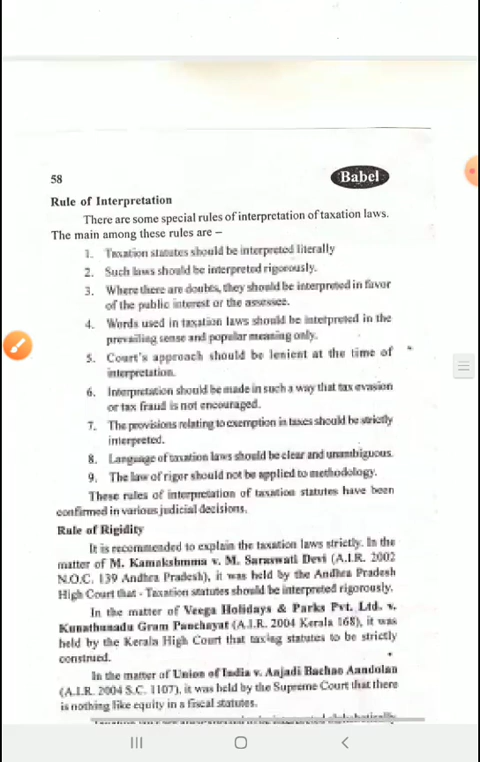 58
Babel
Rule of Interpretation
There are some special rules of interpretation of taxation laws.
The main among these rules are –
1. Taxation statutes should be interpreted literally
2. Such laws should be interpreted rigorously.
3. Where there are doubts, they should be interpreted in favor
of the public interest or the assessee.
4. Words used in taxation laws should be interpreted in the
prevailing sense and popular meaning only.
5. Court's approach should be lenient at the time of
interpretation.
6. Interpretation should be made in such a way that tax evasion
or tax fraud is not encouraged.
7. The provisions relating to exemption in taxes should be strictly
interpreted.
8. Language of taxation laws should be clear and unambiguous.
9. The law of rigor should not be applied to methodology.
These rules of interpretation of taxation statutes have been
confirmed in various judicial decisions.
Rule of Rigidity
It is recommended to explain the taxation laws strictly. In the
matter of M. Kamakshmma v. M. Saraswati Devi (A.I.R. 2002
N.O.C. 139 Andhra Pradesh), it was held by the Andhra Pradesh
High Court that - Taxation statutes should be interpreted rigorously.
In the matter of Veega Holidays & Parks Pvt. Ltd. v.
Kunathunadu Gram Panchayat (A.I.R. 2004 Kerala 168), it was
held by the Kerala High Court that taxing statutes to be strictly
construed.
In the matter of Union of India v. Anjadi Bachao Aandolan
(A.I.R. 2004 S.C. 1107), it was held by the Supreme Court that there
is nothing like equity in a fiscal statutes.